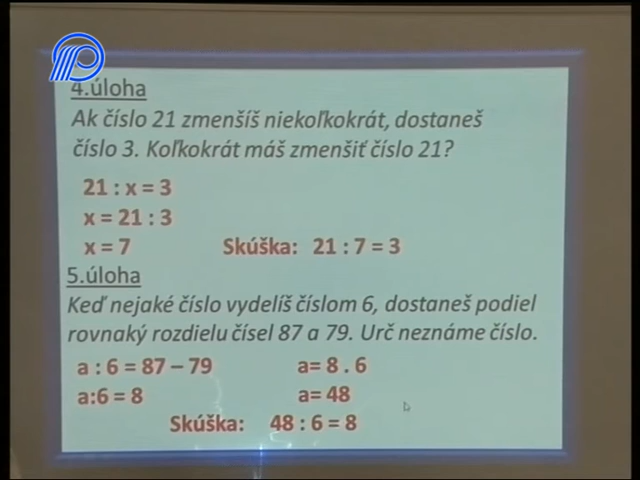 4.úloha
Ak číslo 21 zmenšíš niekoľkokrát, dostaneš
číslo 3. Koľkokrát máš zmenšiť číslo 21?
21 : x = 3
x = 21 : 3
x = 7 Skúška: 21 : 7 = 3
5.úloha
Keď nejaké číslo vydelíš číslom 6, dostaneš podiel
rovnaký rozdielu čísel 87 a 79. Urč neznáme číslo.
a : 6 = 87 – 79 a= 8 . 6
a:6 = 8 a= 48
Skúška: 48 : 6 = 8